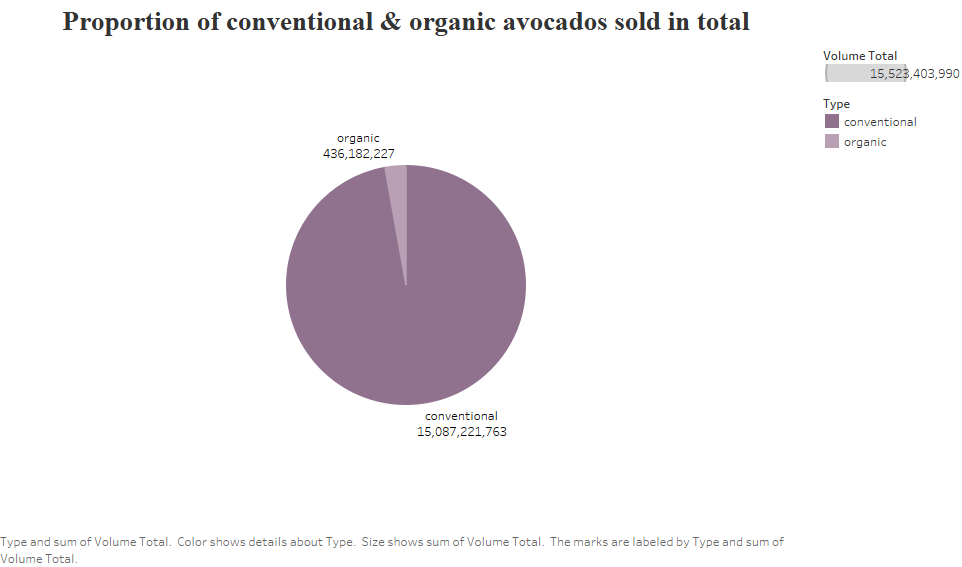 Proportion of conventional & organic avocados sold in total
Volume Total
15,523,403,990
Type
conventional
organic
organic
436,182,227
conventional
15,087,221,763
Type and sum of Volume Total. Color shows details about Type. Size shows sum of Volume Total. The marks are labeled by Type and sum of
Volume Total.